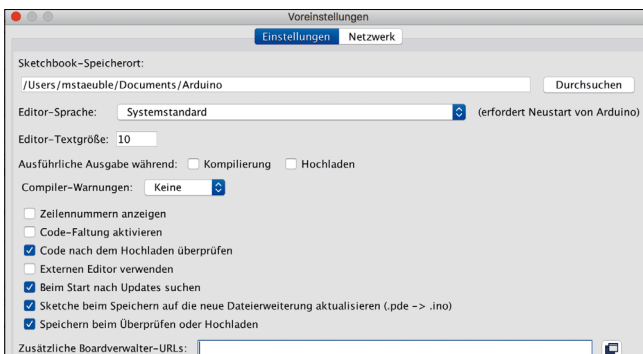 Voreinstellungen
Einstellungen Netzwerk
Sketchbook-Speicherort:
/Users/mstaeuble/Documents/Arduino Durchsuchen
Editor-Sprache: Systemstandard (erfordert Neustart von Arduino)
Editor-Textgröße: 10
Ausführliche Ausgabe während: Kompilierung Hochladen
Compiler-Warnungen: Keine
Zeilennummern anzeigen
Code-Faltung aktivieren
Code nach dem Hochladen überprüfen
Externen Editor verwenden
Beim Start nach Updates suchen
Sketche beim Speichern auf die neue Dateierweiterung aktualisieren (.pde -> .ino)
Speichern beim Überprüfen oder Hochladen
Zusätzliche Boardverwalter-URLs: